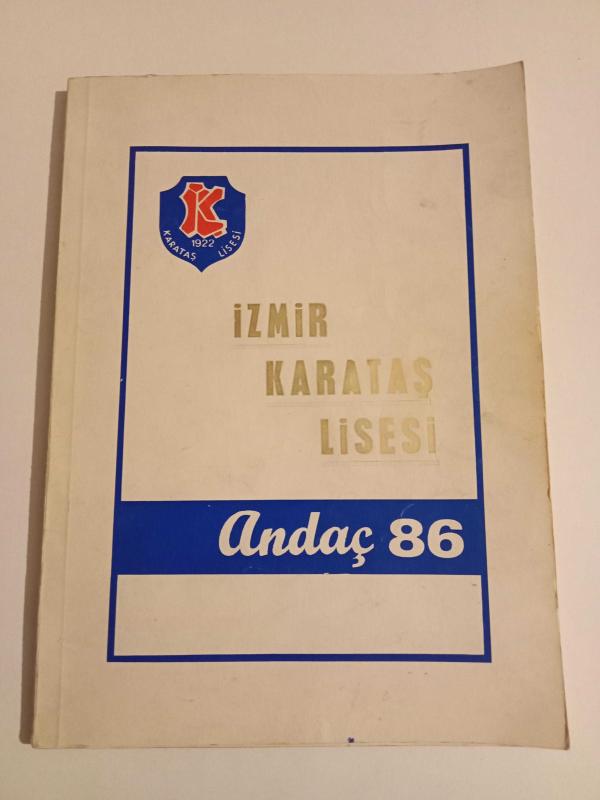 K
1922
KARATAŞ LİSESİ
İZMİR
KARATAŞ
LİSESİ
Andaç 86